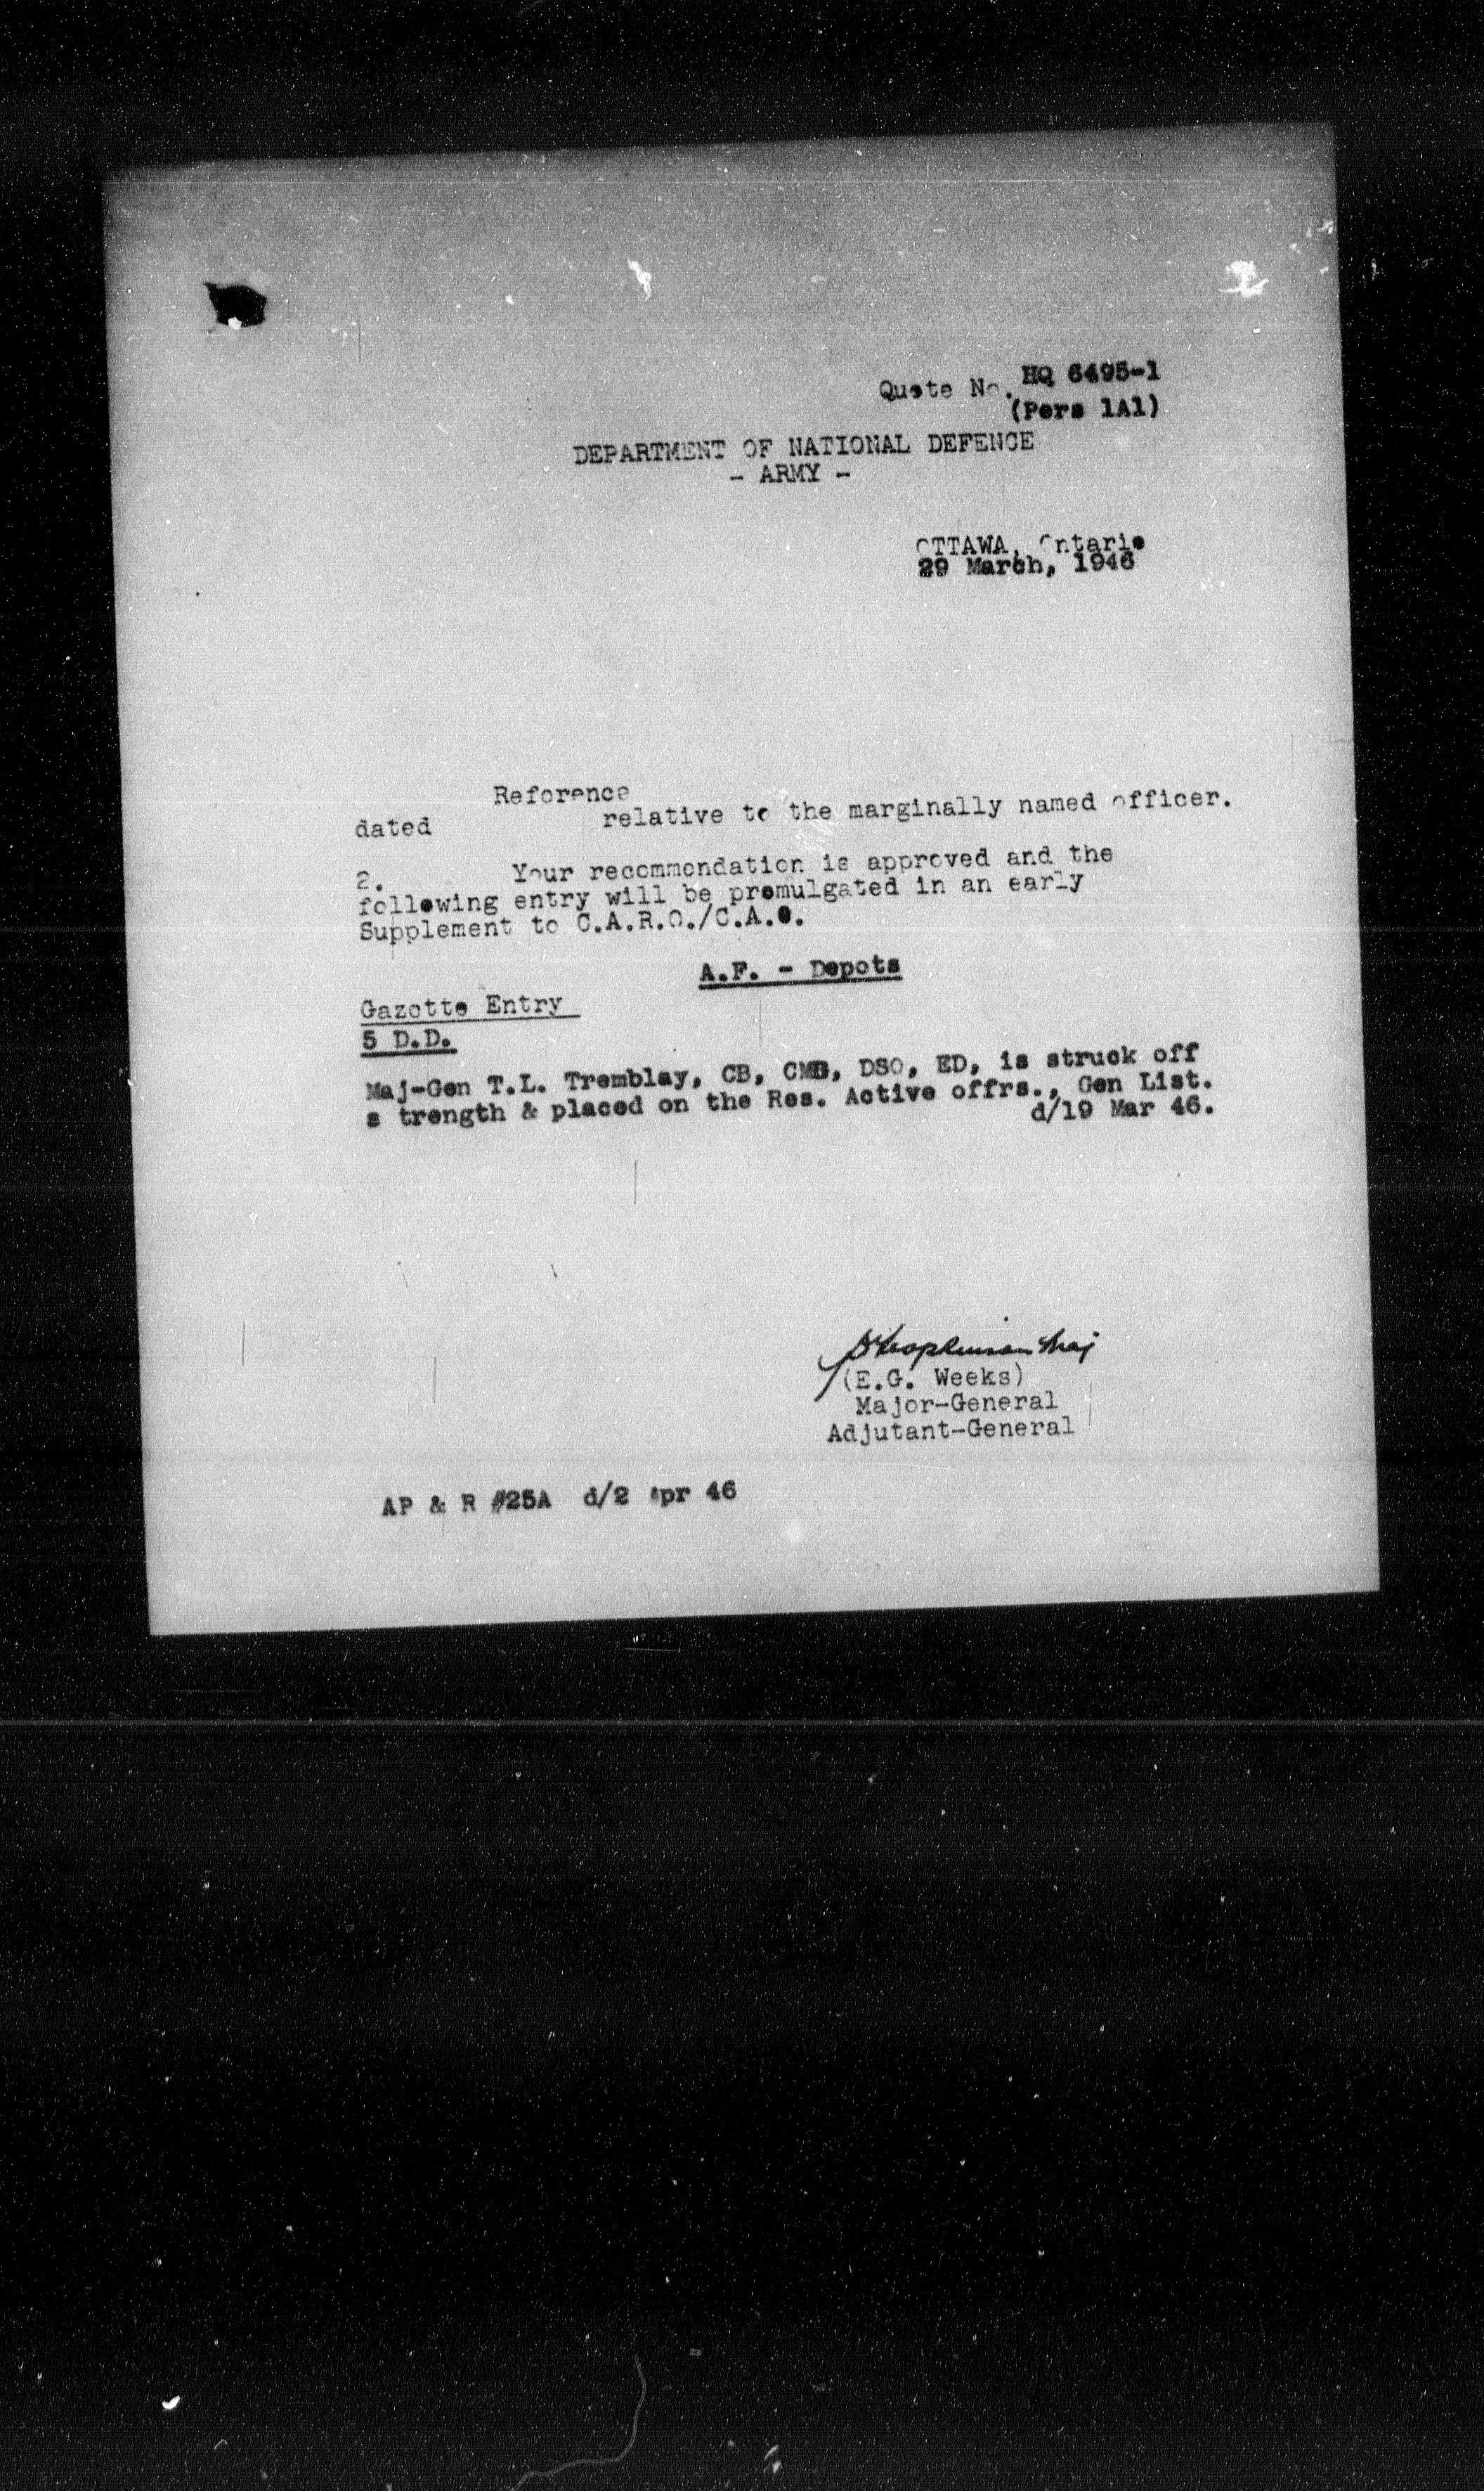 Quote No. HQ 6495-1
(Pers 1A1)
DEPARTMENT OF NATIONAL DEFENCE
- ARMY -
OTTAWA, Ontario
29 March, 1946
Reference
dated relative to the marginally named officer.
2. Your recommendation is approved and the
following entry will be promulgated in an early
Supplement to C.A.R.O./C.A.O.
A.F. - Depots
Gazette Entry
5 D.D.
Maj-Gen T.L. Tremblay, CB, CMG, DSO, ED, is struck off
s trength & placed on the Res. Active offrs., Gen List.
d/19 Mar 46.
Maj
(E.G. Weeks)
Major-General
Adjutant-General
AP & R #25A d/2 Apr 46